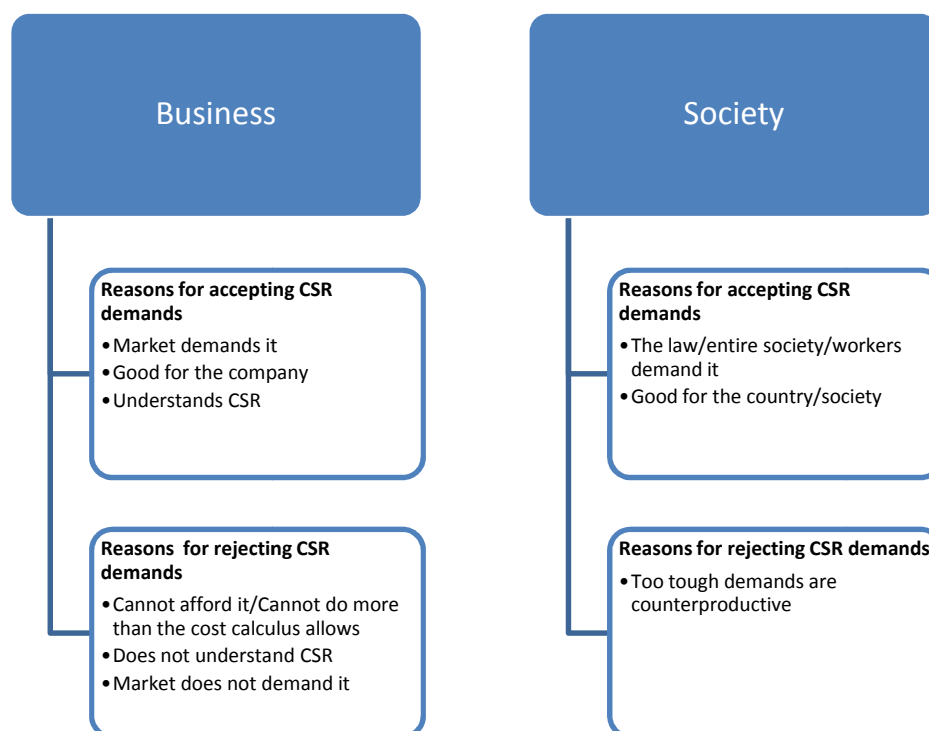 Business
Reasons for accepting CSR
demands
•Market demands it
•Good for the company
•Understands CSR
Reasons for rejecting CSR
demands
•Cannot afford it/Cannot do more
than the cost calculus allows
•Does not understand CSR
•Market does not demand it
Society
Reasons for accepting CSR
demands
•The law/entire society/workers
demand it
•Good for the country/society
Reasons for rejecting CSR demands
•Too tough demands are
counterproductive